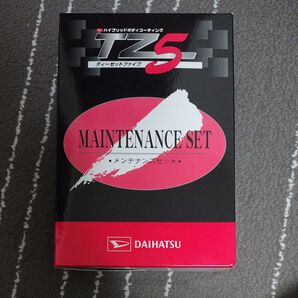 ハイブリッドボディコーティング
TZ5
ティーゼットファイブ
MAINTENANCE SET
・メンテナンスセット・
DAIHATSU